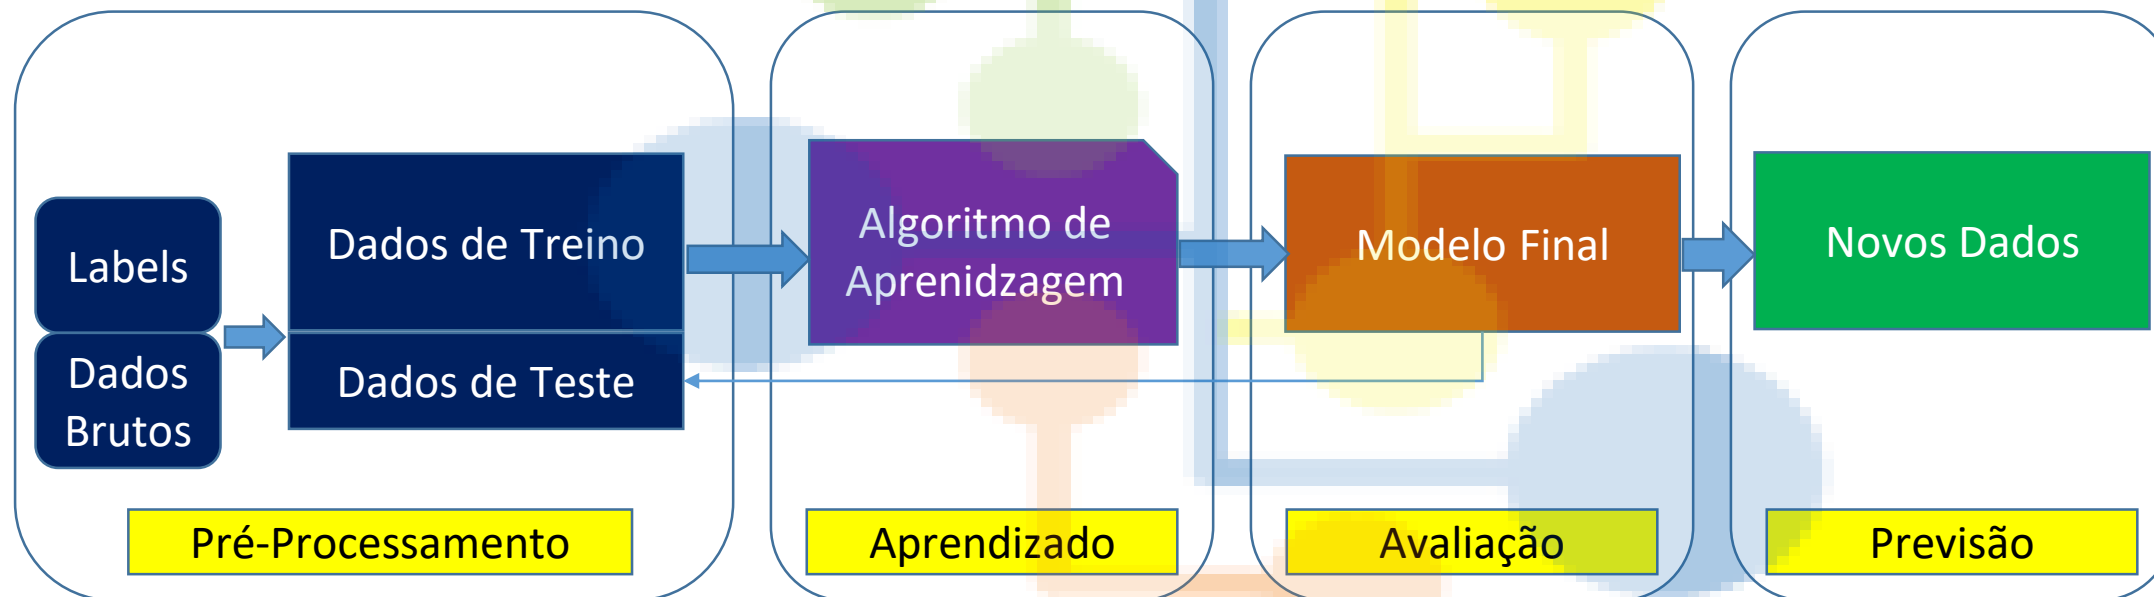 Labels
Dados
Brutos
Dados de Treino
Dados de Teste
Algoritmo de
Aprenidzagem
Modelo Final
Novos Dados
Pré-Processamento
Aprendizado
Avaliação
Previsão